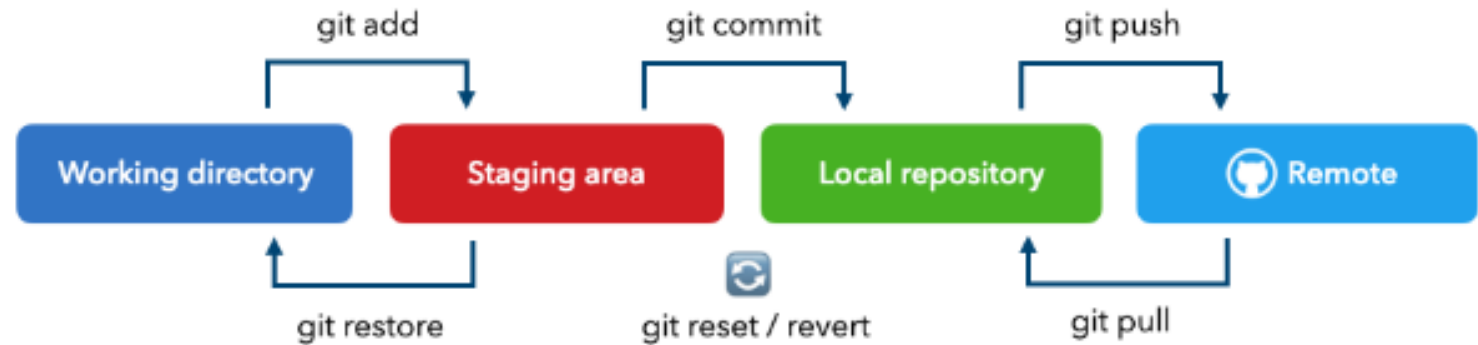 git add
git commit
git push
Working directory
Staging area
Local repository
Remote
git restore
git reset / revert
git pull